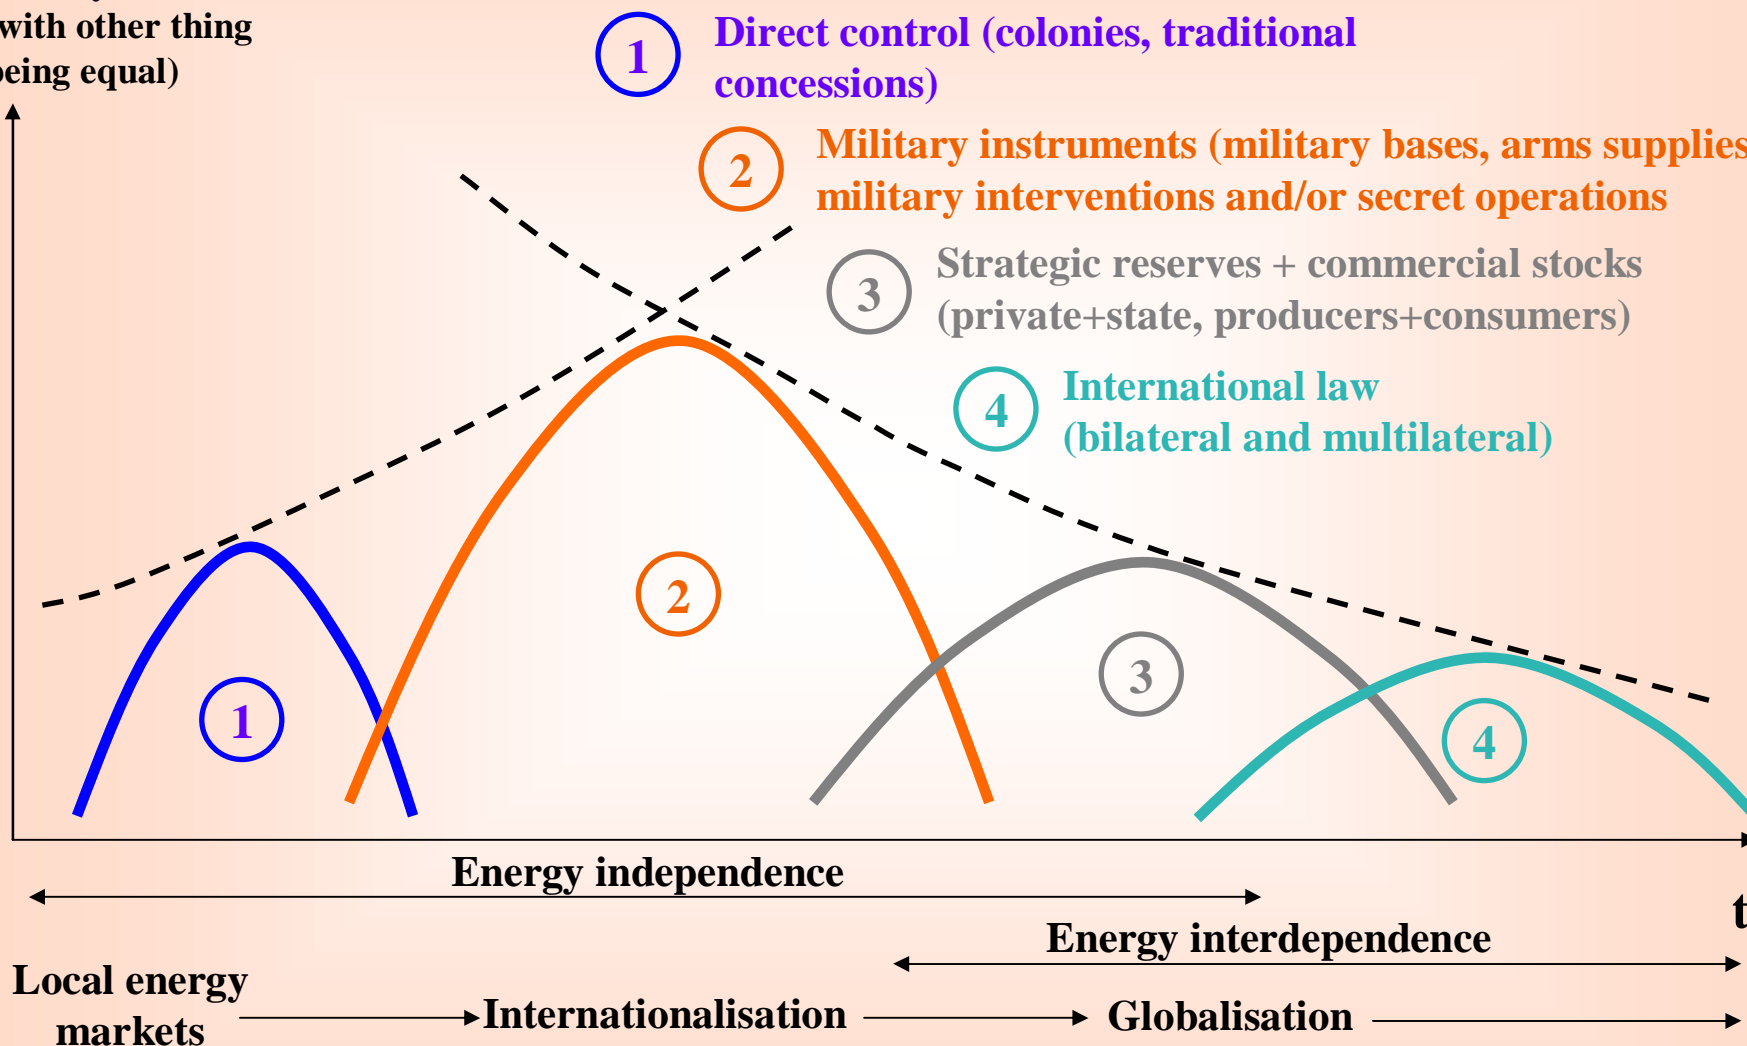 with other thing
being equal)
1
Direct control (colonies, traditional
concessions)
2
Military instruments (military bases, arms supplies
military interventions and/or secret operations
3
Strategic reserves + commercial stocks
(private+state, producers+consumers)
4
International law
(bilateral and multilateral)
1
2
3
4
Energy independence
t
Energy interdependence
Local energy
markets
Internationalisation
Globalisation